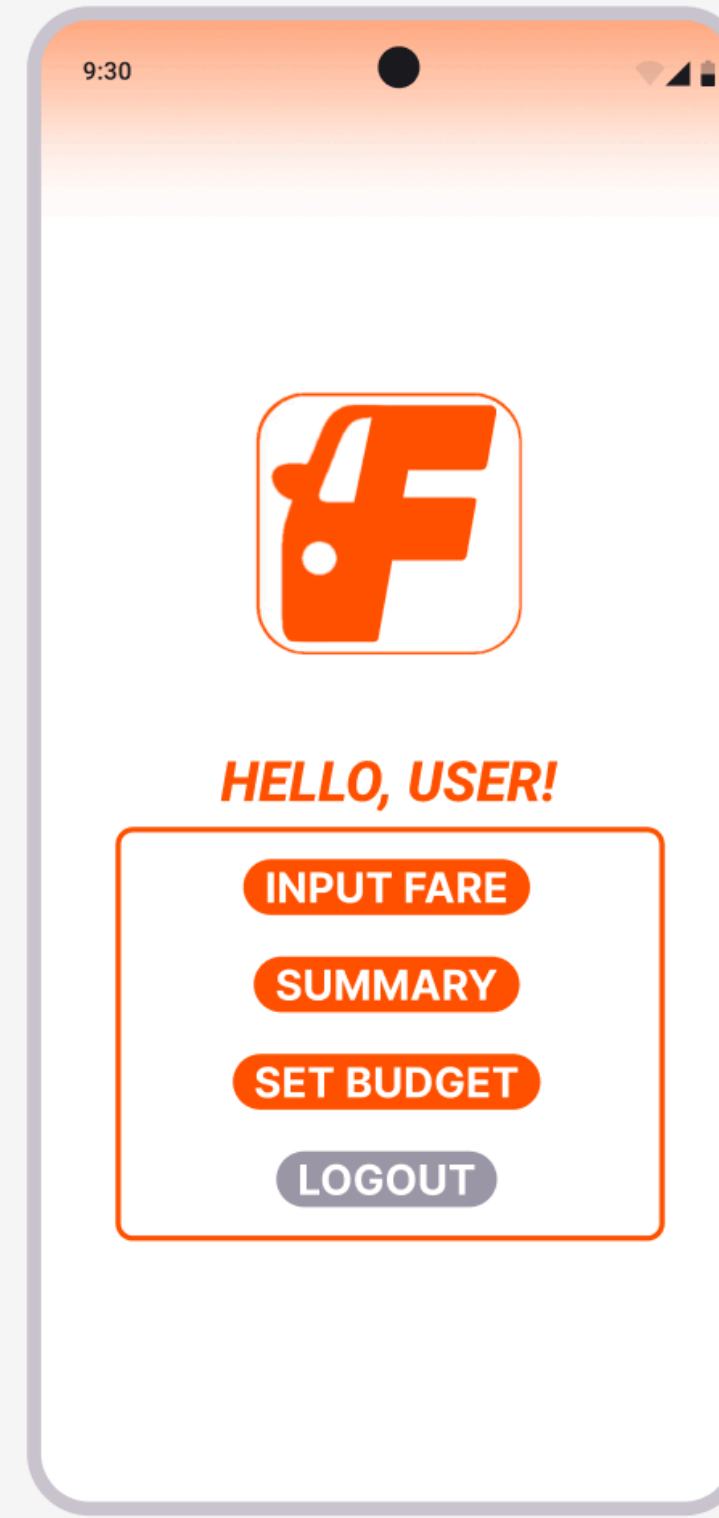 9:30
F
HELLO, USER!
INPUT FARE
SUMMARY
SET BUDGET
LOGOUT